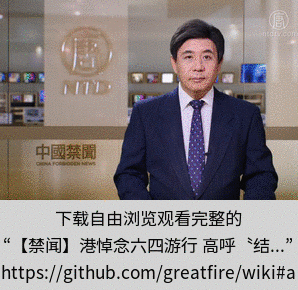 唐
NTD
中國禁聞
CHINA FORBIDDEN NEWS
下载自由浏览观看完整的
“【禁闻】港悼念六四游行 高呼〝结...”
https://github.com/greatfire/wiki#a